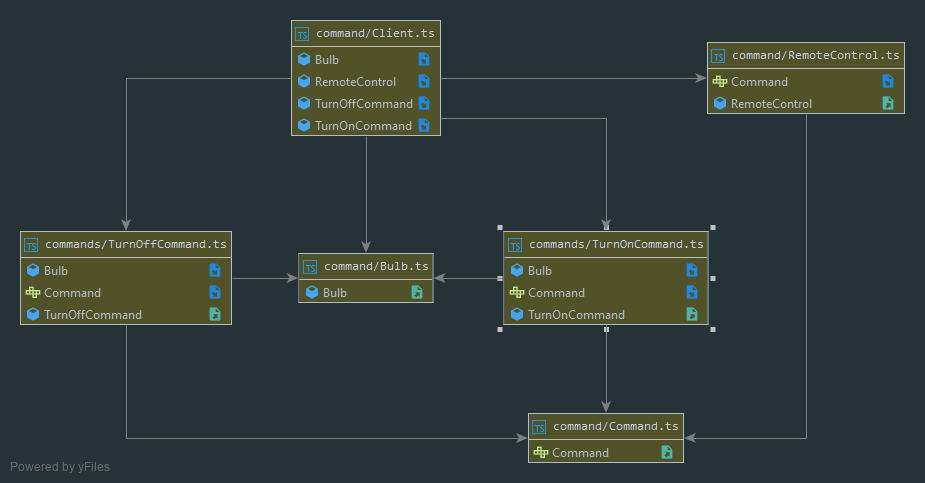 TS command/Client.ts
Bulb
RemoteControl
TurnOffCommand
TurnOnCommand
TS command/RemoteControl.ts
Command
RemoteControl
TS commands/TurnOffCommand.ts
Bulb
Command
TurnOffCommand
TS command/Bulb.ts
Bulb
TS commands/TurnOnCommand.ts
Bulb
Command
TurnOnCommand
TS command/Command.ts
Command
Powered by yFiles